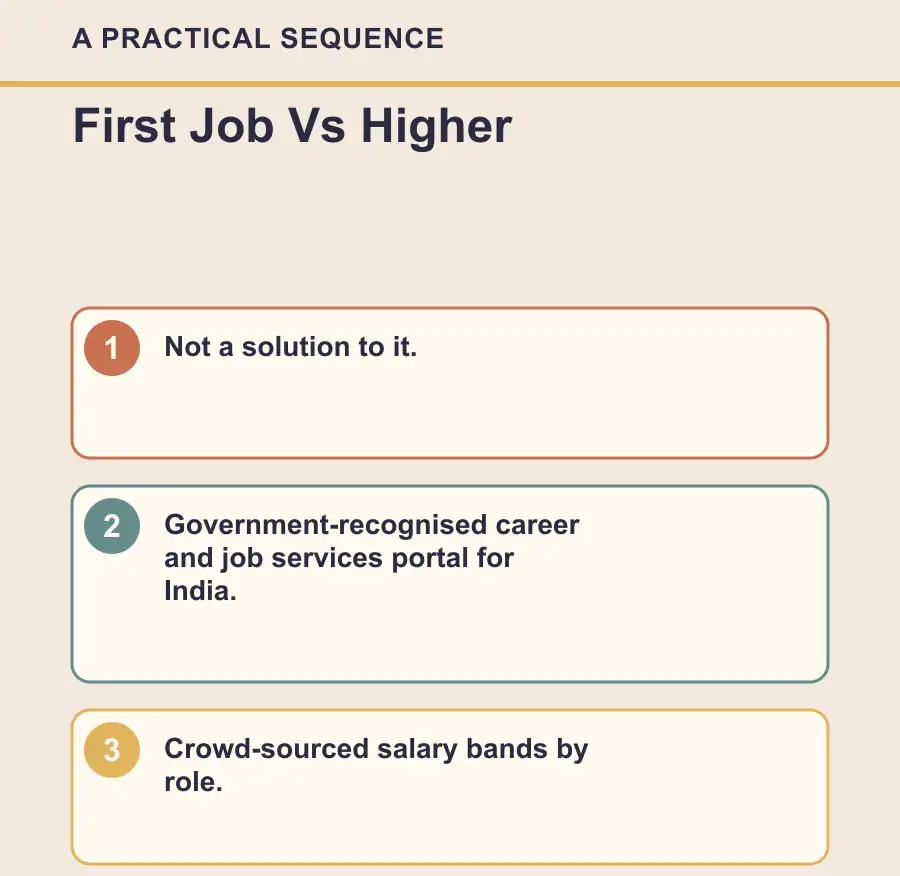 A PRACTICAL SEQUENCE
First Job Vs Higher
1
Not a solution to it.
2
Government-recognised career
and job services portal for
India.
3
Crowd-sourced salary bands by
role.